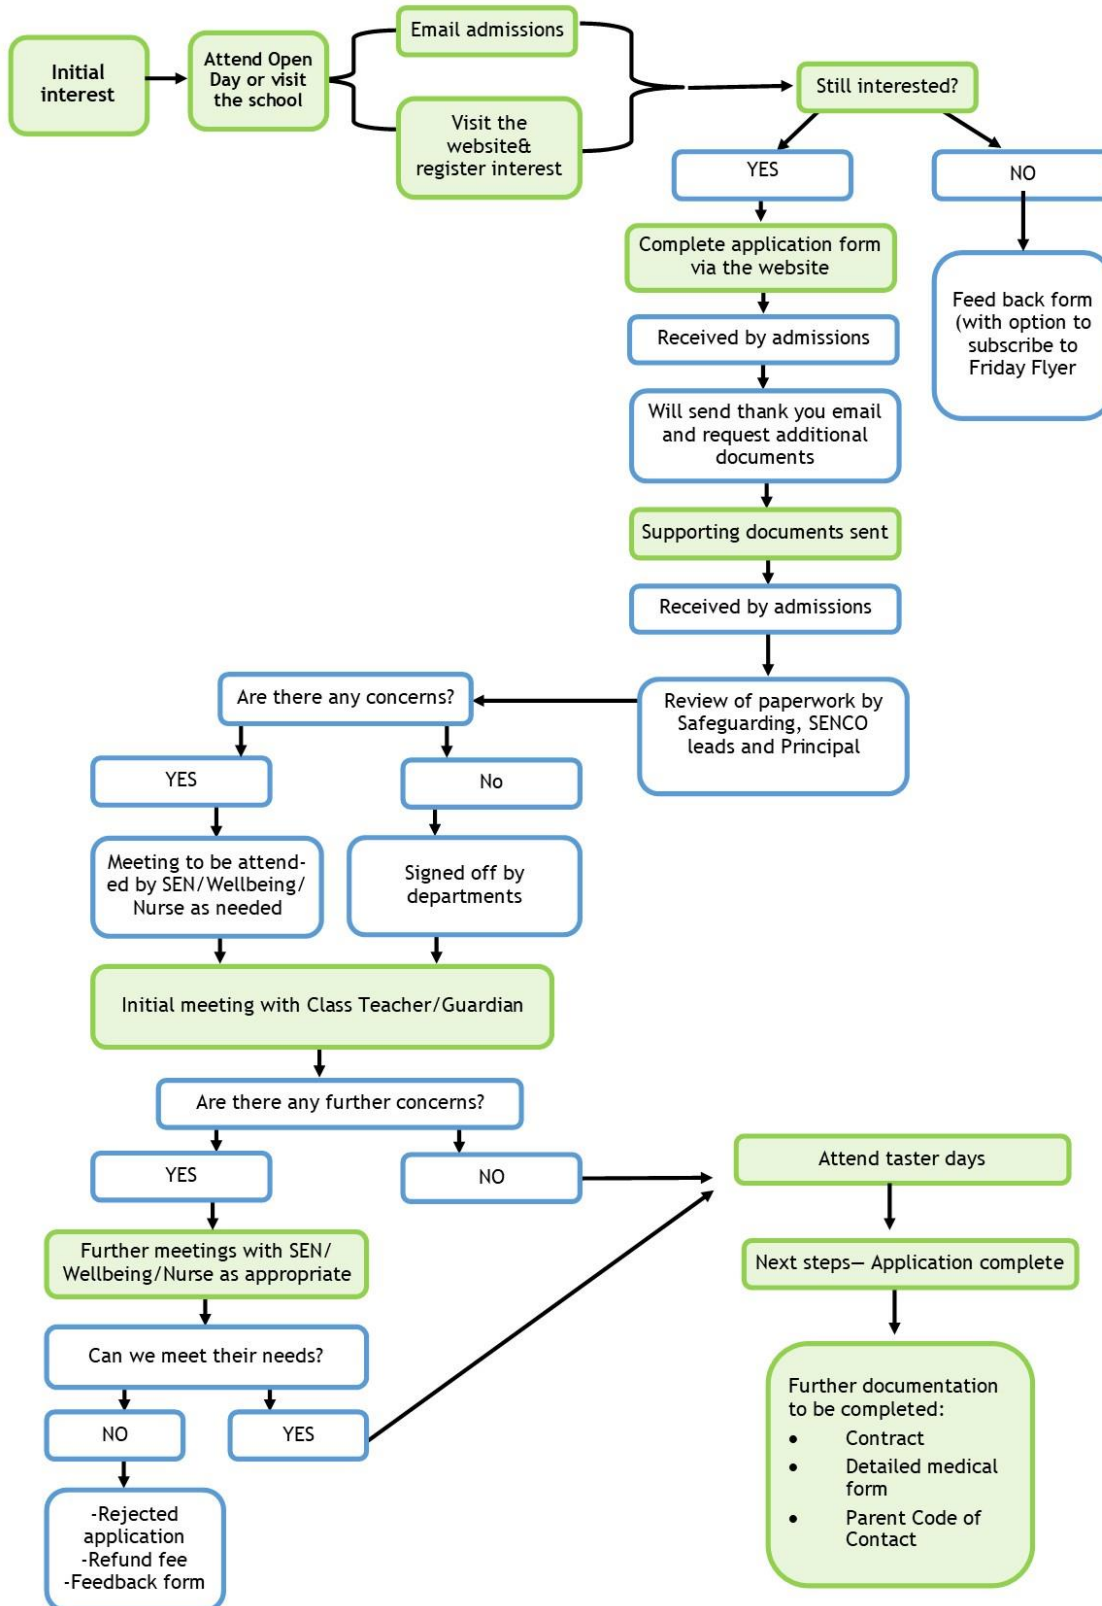 Initial
interest
Attend Open
Day or visit
the school
Email admissions
Visit the
website&
register interest
Still interested?
YES
NO
Complete application form
via the website
Feed back form
(with option to
subscribe to
Friday Flyer
Received by admissions
Will send thank you email
and request additional
documents
Supporting documents sent
Received by admissions
Review of paperwork by
Safeguarding, SENCO
leads and Principal
Are there any concerns?
YES
No
Meeting to be attend-
ed by SEN/Wellbeing/
Nurse as needed
Signed off by
departments
Initial meeting with Class Teacher/Guardian
Are there any further concerns?
YES
NO
Further meetings with SEN/
Wellbeing/Nurse as appropriate
Can we meet their needs?
NO
YES
-Rejected
application
-Refund fee
-Feedback form
Attend taster days
Next steps— Application complete
Further documentation
to be completed:
• Contract
• Detailed medical
form
• Parent Code of
Contact